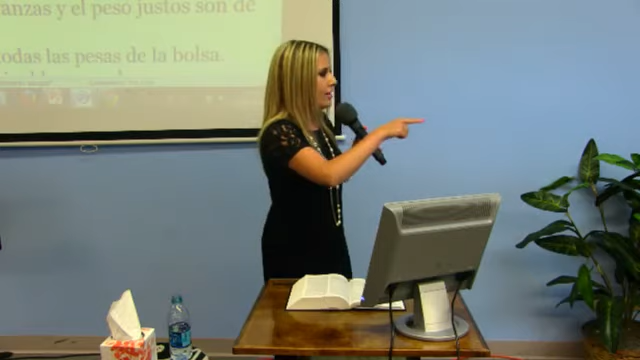 anzas y el peso justos son de
todas las pesas de la bolsa.